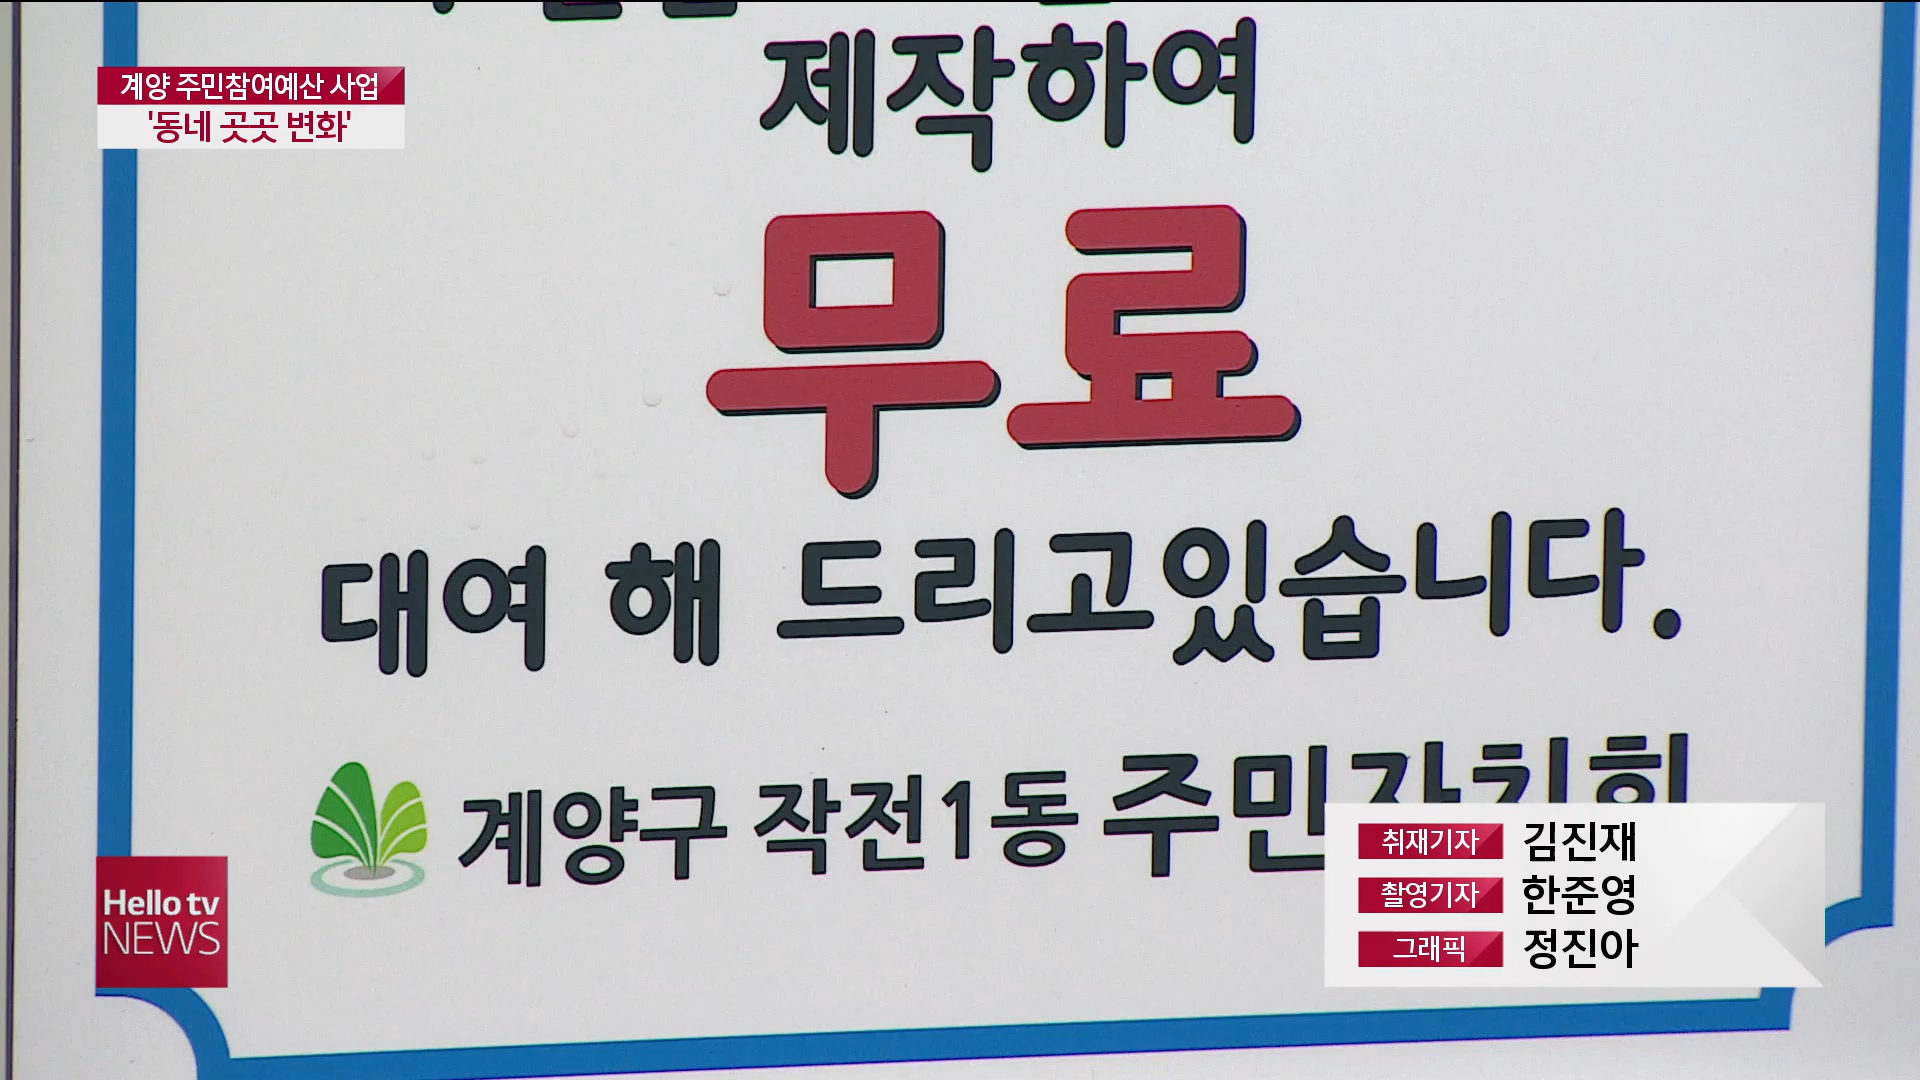 계양 주민참여예산 사업
'동네 곳곳 변화'
제작하여
무료
대여 해 드리고있습니다.
계양구 작전1동 주민자치회
Hello tv
NEWS
취재기자 김진재
촬영기자 한준영
그래픽 정진아